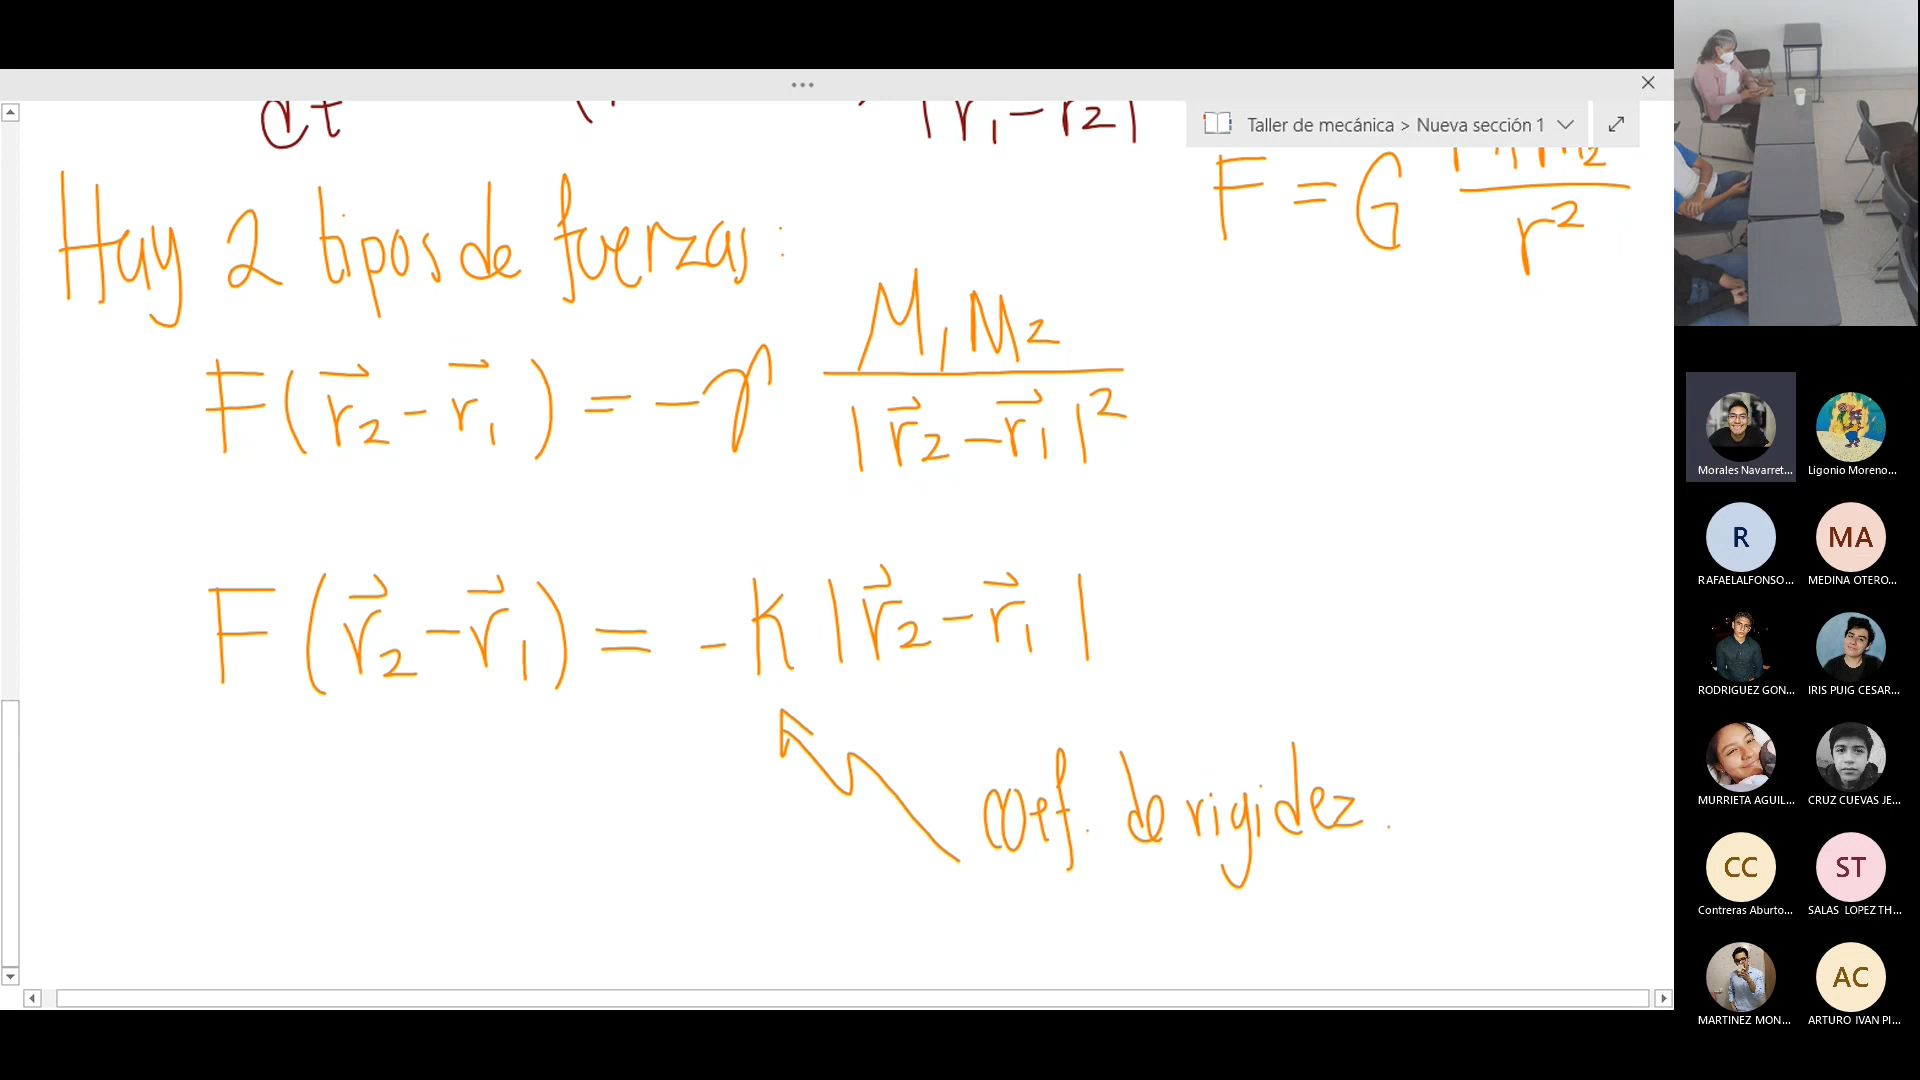 Taller de mecánica > Nueva sección 1
dt |r₁-r₂|
F = G M₁M₂ / r²
Hay 2 tipos de fuerzas:
F(r⃗₂ - r⃗₁) = -γ M₁M₂ / |r⃗₂ - r⃗₁|²
F(r⃗₂ - r⃗₁) = -K |r⃗₂ - r⃗₁|
coef. de rigidez.
Morales Navarret...
Ligonio Moreno...
R
MA
RAFAELALFONSO...
MEDINA OTERO...
RODRIGUEZ GON...
IRIS PUIG CESAR...
MURRIETA AGUIL...
CRUZ CUEVAS JE...
CC
ST
Contreras Aburto...
SALAS LOPEZ TH...
AC
MARTINEZ MON...
ARTURO IVAN PI...